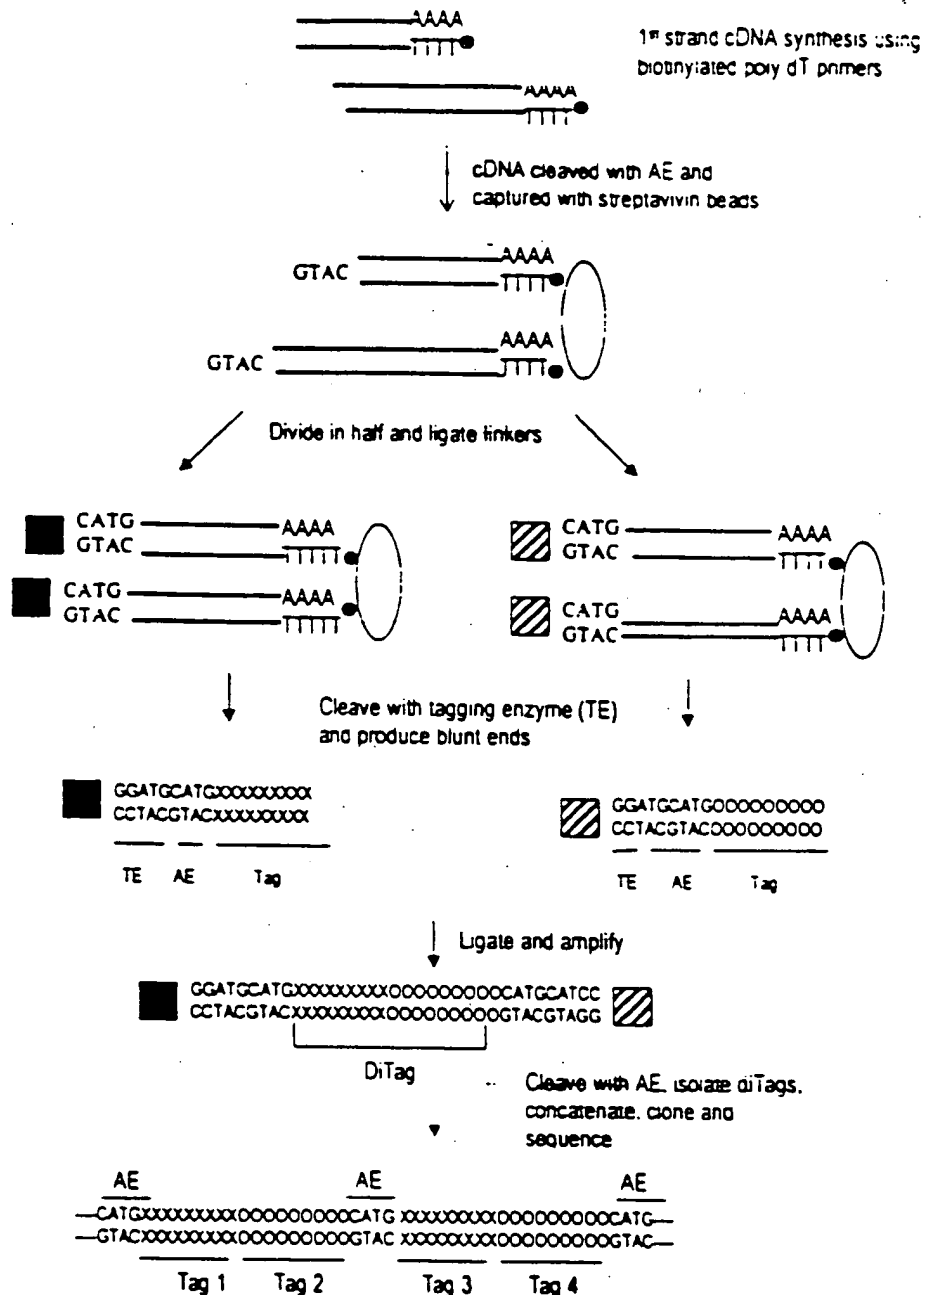 AAAA
TTTT
1st strand cDNA synthesis using
biotinylated poly dT primers
AAAA
TTTT
cDNA cleaved with AE and
captured with streptavivin beads
AAAA
GTAC
TTTT
AAAA
GTAC
TTTT
Divide in half and ligate linkers
CATG AAAA
GTAC TTTTT
CATG AAAA
GTAC TTTTT
CATG AAAA
GTAC TTTT
CATG AAAA
GTAC TTTT
Cleave with tagging enzyme (TE)
and produce blunt ends
GGATGCATGXXXXXXXXX
CCTACGTACXXXXXXXXX
TE AE Tag
GGATGCATGOOOOOOOOO
CCTACGTACOOOOOOOOO
TE AE Tag
Ligate and amplify
GGATGCATGXXXXXXXXXOOOOOOOOOCATGCATCC
CCTACGTACXXXXXXXXXOOOOOOOOOGTACGTAGG
DiTag
Cleave with AE, isolate diTags,
concatenate, clone and
sequence
AE AE AE
CATGXXXXXXXXXOOOOOOOOOCATGXXXXXXXXXOOOOOOOOOCATG
GTACXXXXXXXXXOOOOOOOOOGTACXXXXXXXXXOOOOOOOOOGTAC
Tag 1 Tag 2 Tag 3 Tag 4